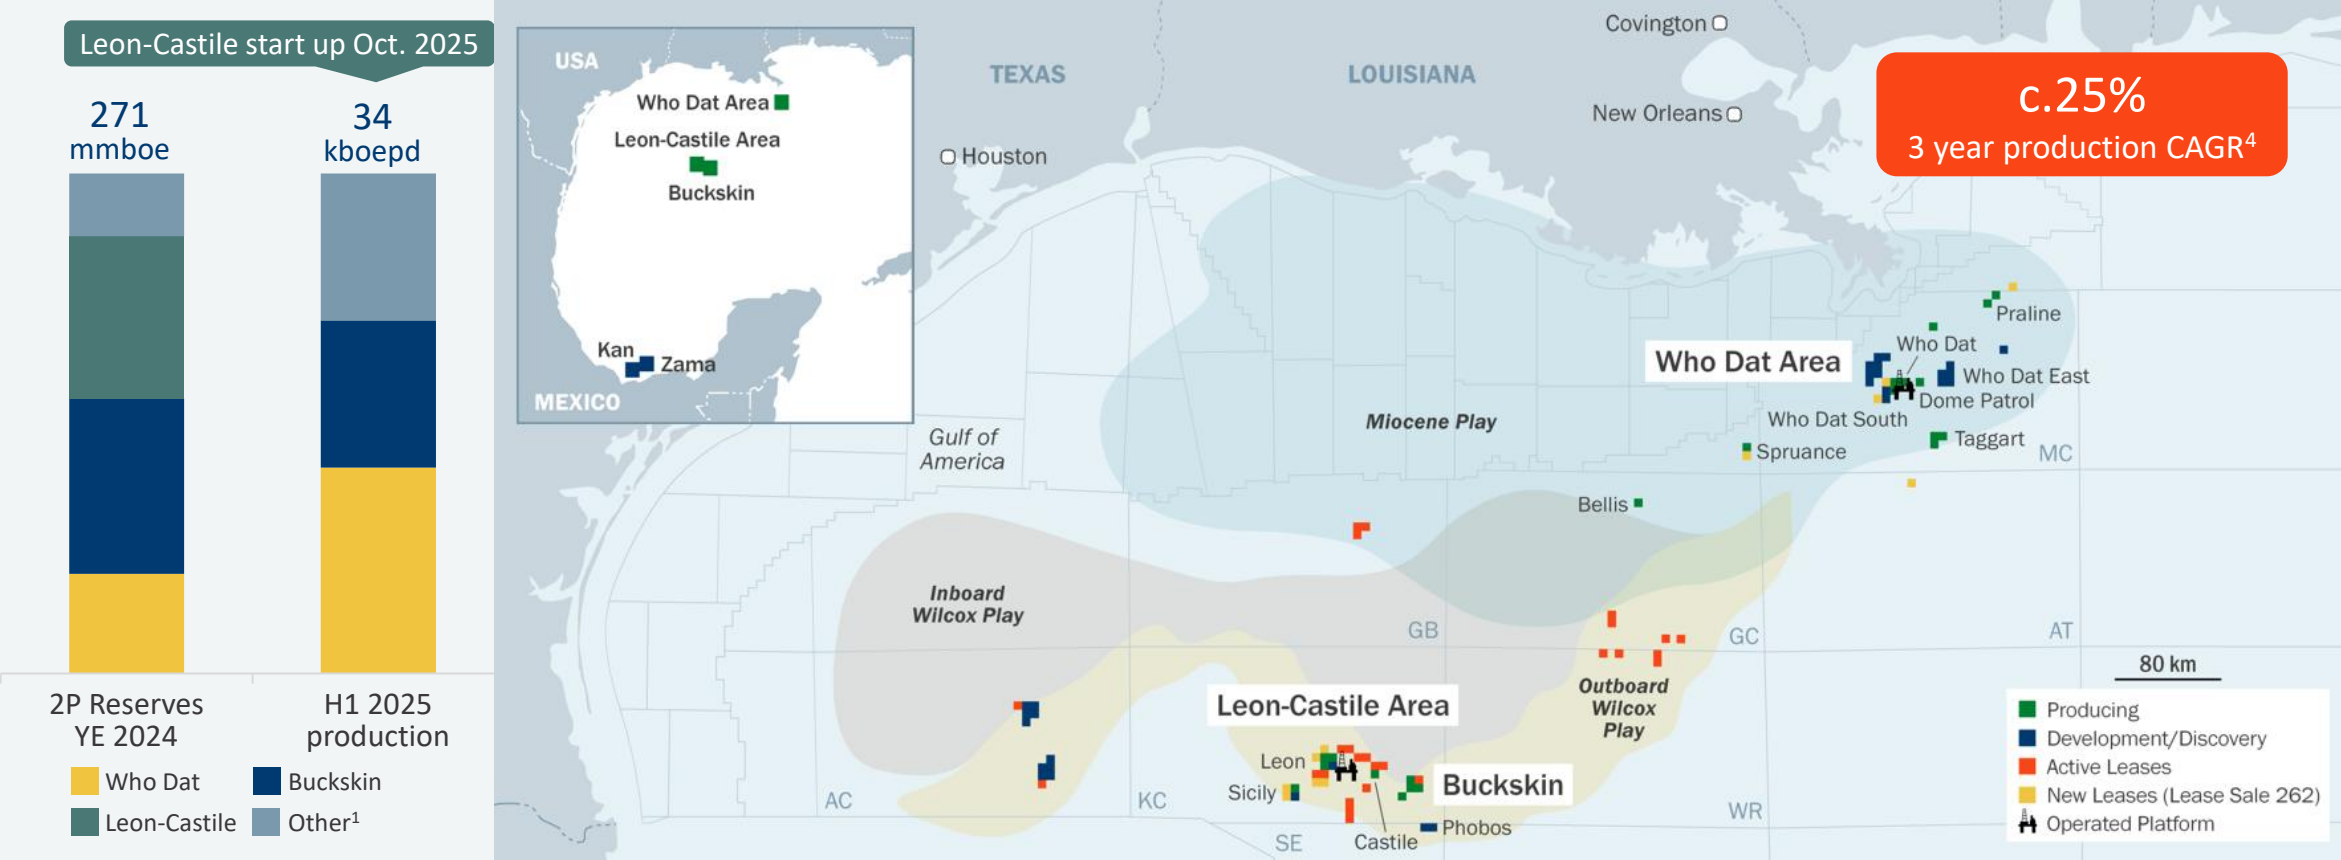 Leon-Castile start up Oct. 2025
271
mmboe
34
kboepd
2P Reserves
YE 2024
H1 2025
production
Who Dat
Buckskin
Leon-Castile
Other¹
USA
Who Dat Area
Leon-Castile Area
Buckskin
Kan
Zama
MEXICO
TEXAS
LOUISIANA
Covington
New Orleans
Houston
c.25%
3 year production CAGR⁴
Gulf of
America
Miocene Play
Inboard
Wilcox Play
Outboard
Wilcox
Play
Who Dat Area
Praline
Who Dat
Who Dat East
Dome Patrol
Who Dat South
Taggart
Spruance
Bellis
MC
GB
GC
AT
AC
KC
SE
WR
Leon-Castile Area
Leon
Sicily
Buckskin
Castile
Phobos
80 km
Producing
Development/Discovery
Active Leases
New Leases (Lease Sale 262)
Operated Platform